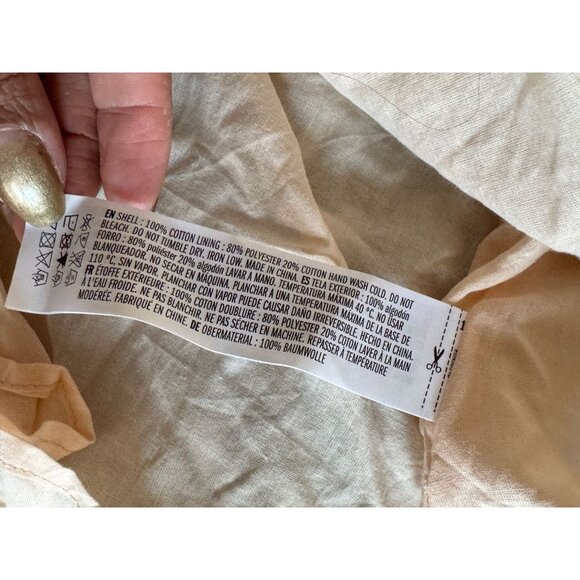 EN SHELL : 100% COTTON LINING : 80% POLYESTER 20% COTTON HAND WASH COLD. DO NOT
BLEACH. DO NOT TUMBLE DRY. IRON LOW. MADE IN CHINA. ES TELA EXTERIOR : 100% algodón
FORRO : 80% poliéster 20% algodón LAVAR A MANO. TEMPERATURA MÁXIMA 40 °C. NO USAR
BLANQUEADOR. NO SECAR EN MÁQUINA. PLANCHAR A UNA TEMPERATURA MÁXIMA DE LA BASE DE
110 °C. SIN VAPOR. PLANCHAR CON VAPOR PUEDE CAUSAR DAÑO IRREVERSIBLE. HECHO EN CHINA.
FR ÉTOFFE EXTÉRIEURE : 100% COTON DOUBLURE : 80% POLYESTER 20% COTON LAVER À LA MAIN
À L'EAU FROIDE. NE PAS BLANCHIR. NE PAS SÉCHER EN MACHINE. REPASSER À TEMPÉRATURE
MODÉRÉE. FABRIQUE EN CHINE. DE OBERMATERIAL : 100% BAUMWOLLE